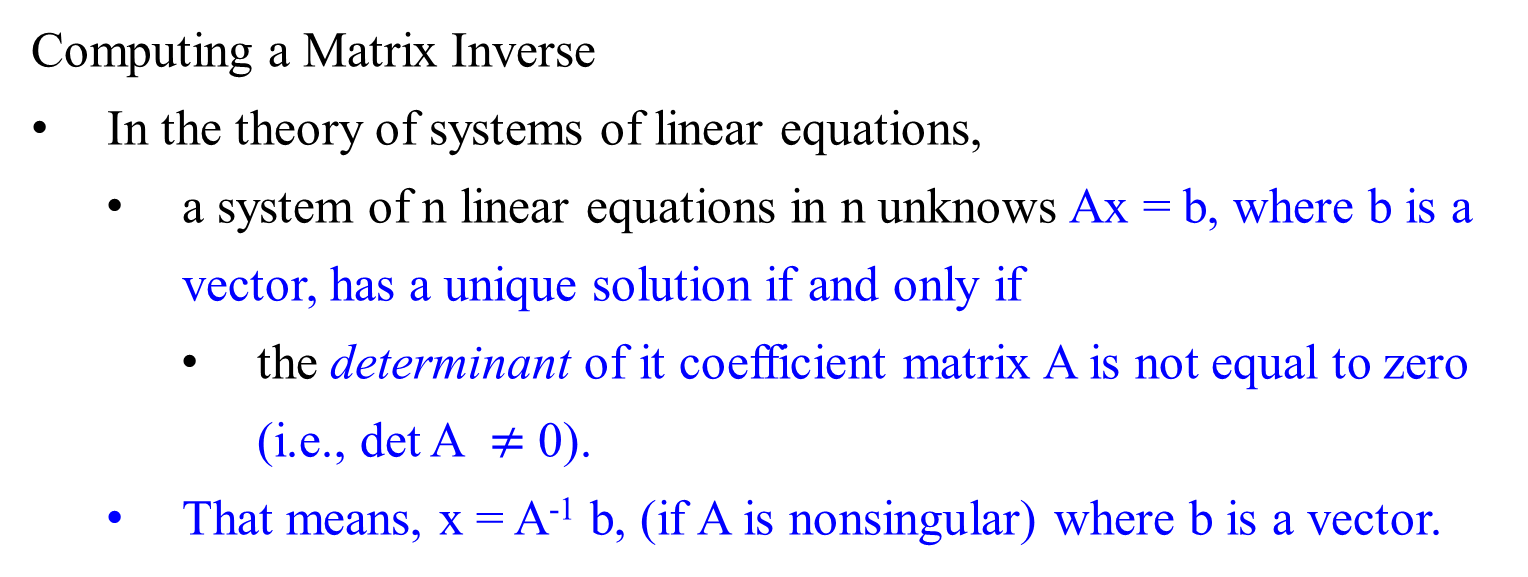 Computing a Matrix Inverse
• In the theory of systems of linear equations,
• a system of n linear equations in n unknows Ax = b, where b is a
vector, has a unique solution if and only if
• the determinant of it coefficient matrix A is not equal to zero
(i.e., det A ≠ 0).
• That means, x = A⁻¹ b, (if A is nonsingular) where b is a vector.